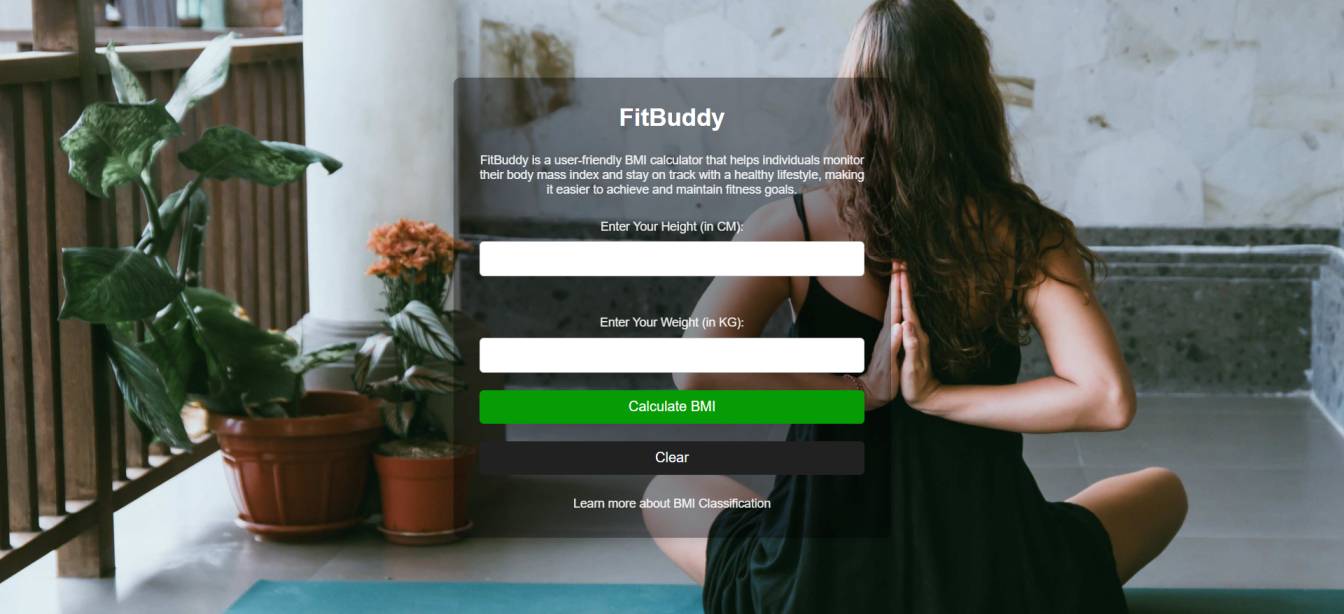 FitBuddy
FitBuddy is a user-friendly BMI calculator that helps individuals monitor
their body mass index and stay on track with a healthy lifestyle, making
it easier to achieve and maintain fitness goals.
Enter Your Height (in CM):
Enter Your Weight (in KG):
Calculate BMI
Clear
Learn more about BMI Classification